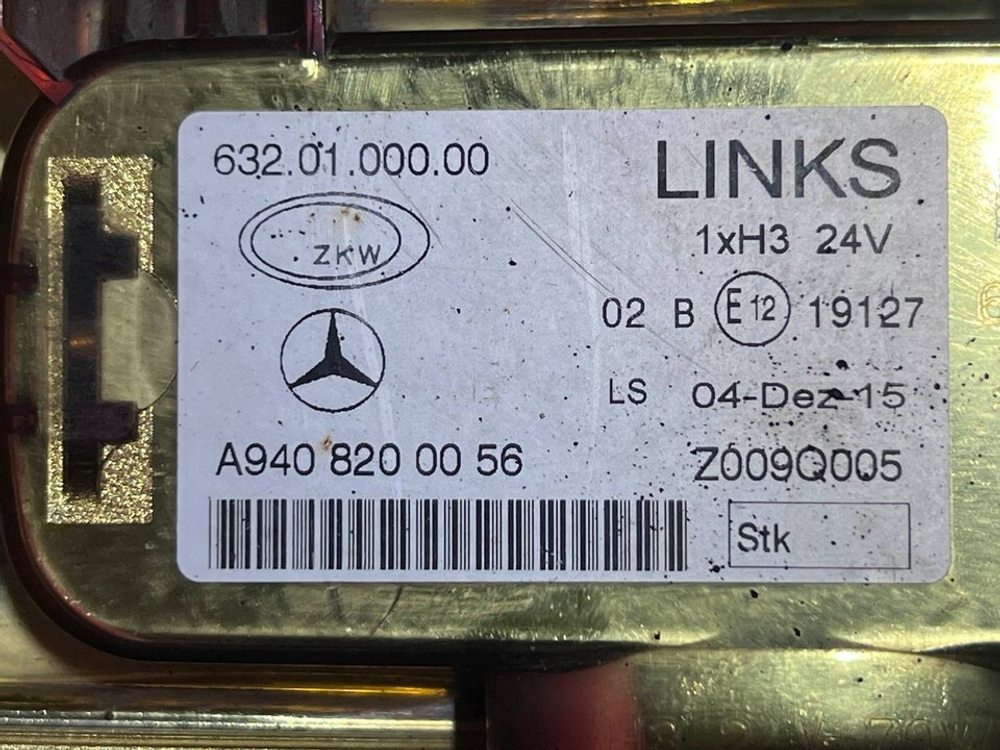 632.01.000.00
LINKS
ZKW
1xH3 24V
02 B E12 19127
LS 04-Dez-15
A940 820 00 56
Z009Q005
Stk